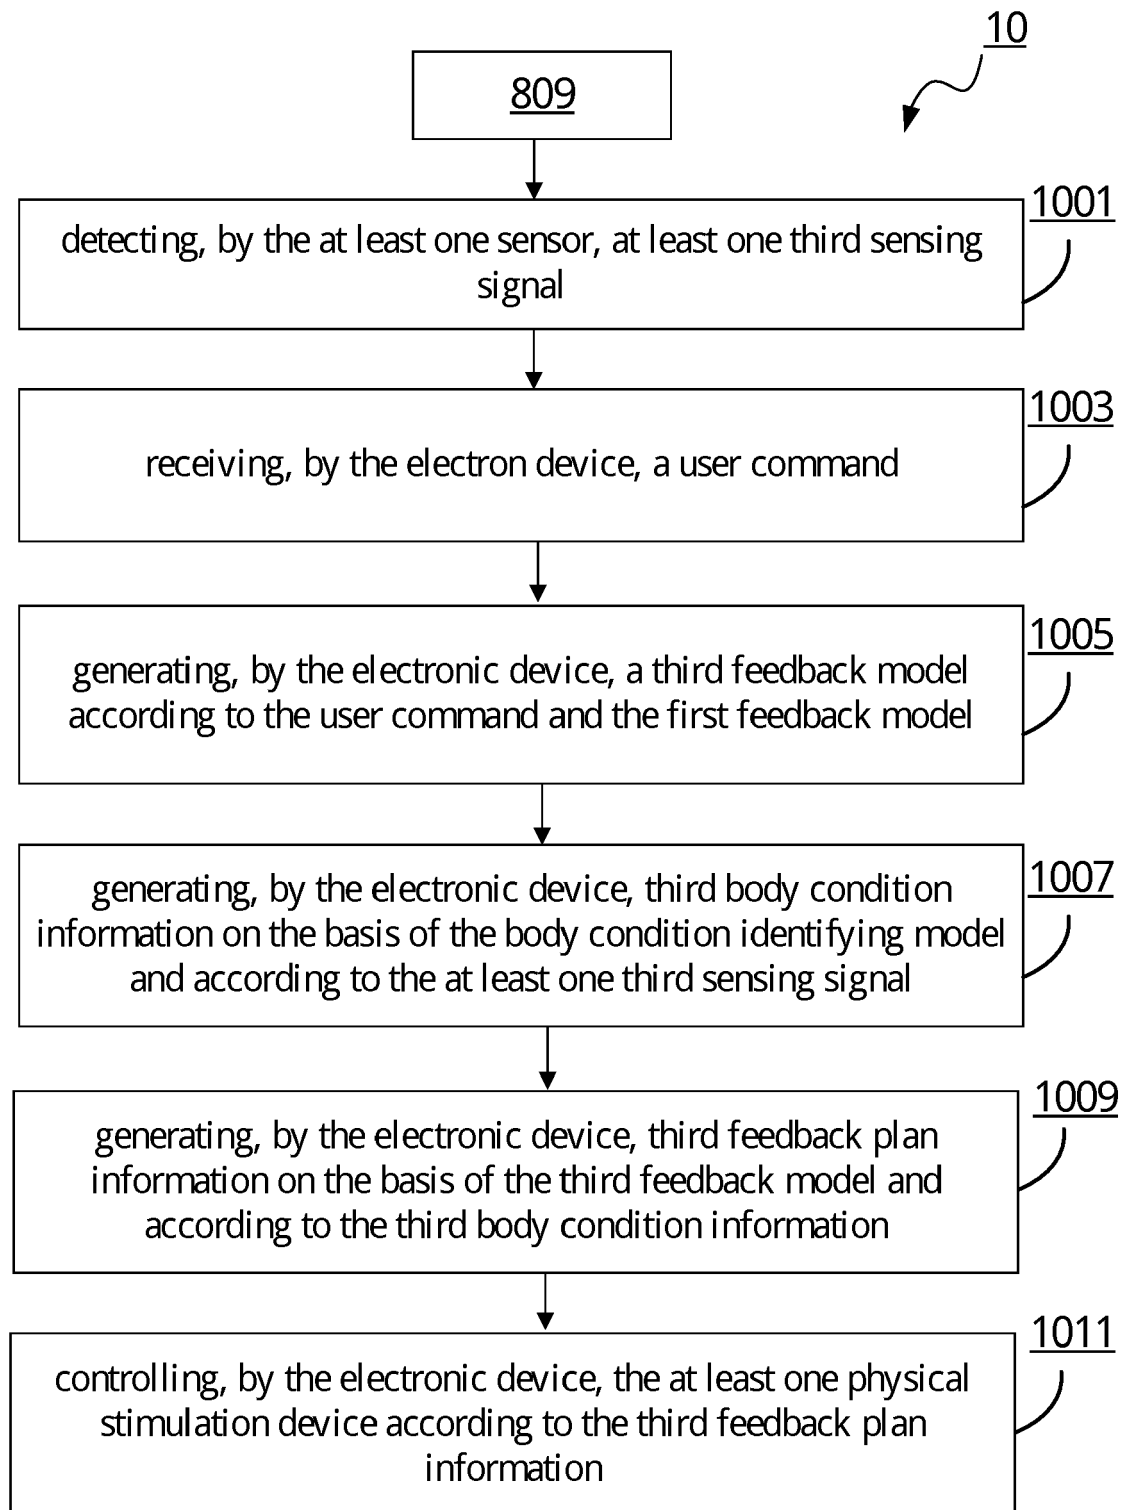 10
809
1001
detecting, by the at least one sensor, at least one third sensing
signal
1003
receiving, by the electron device, a user command
1005
generating, by the electronic device, a third feedback model
according to the user command and the first feedback model
1007
generating, by the electronic device, third body condition
information on the basis of the body condition identifying model
and according to the at least one third sensing signal
1009
generating, by the electronic device, third feedback plan
information on the basis of the third feedback model and
according to the third body condition information
1011
controlling, by the electronic device, the at least one physical
stimulation device according to the third feedback plan
information